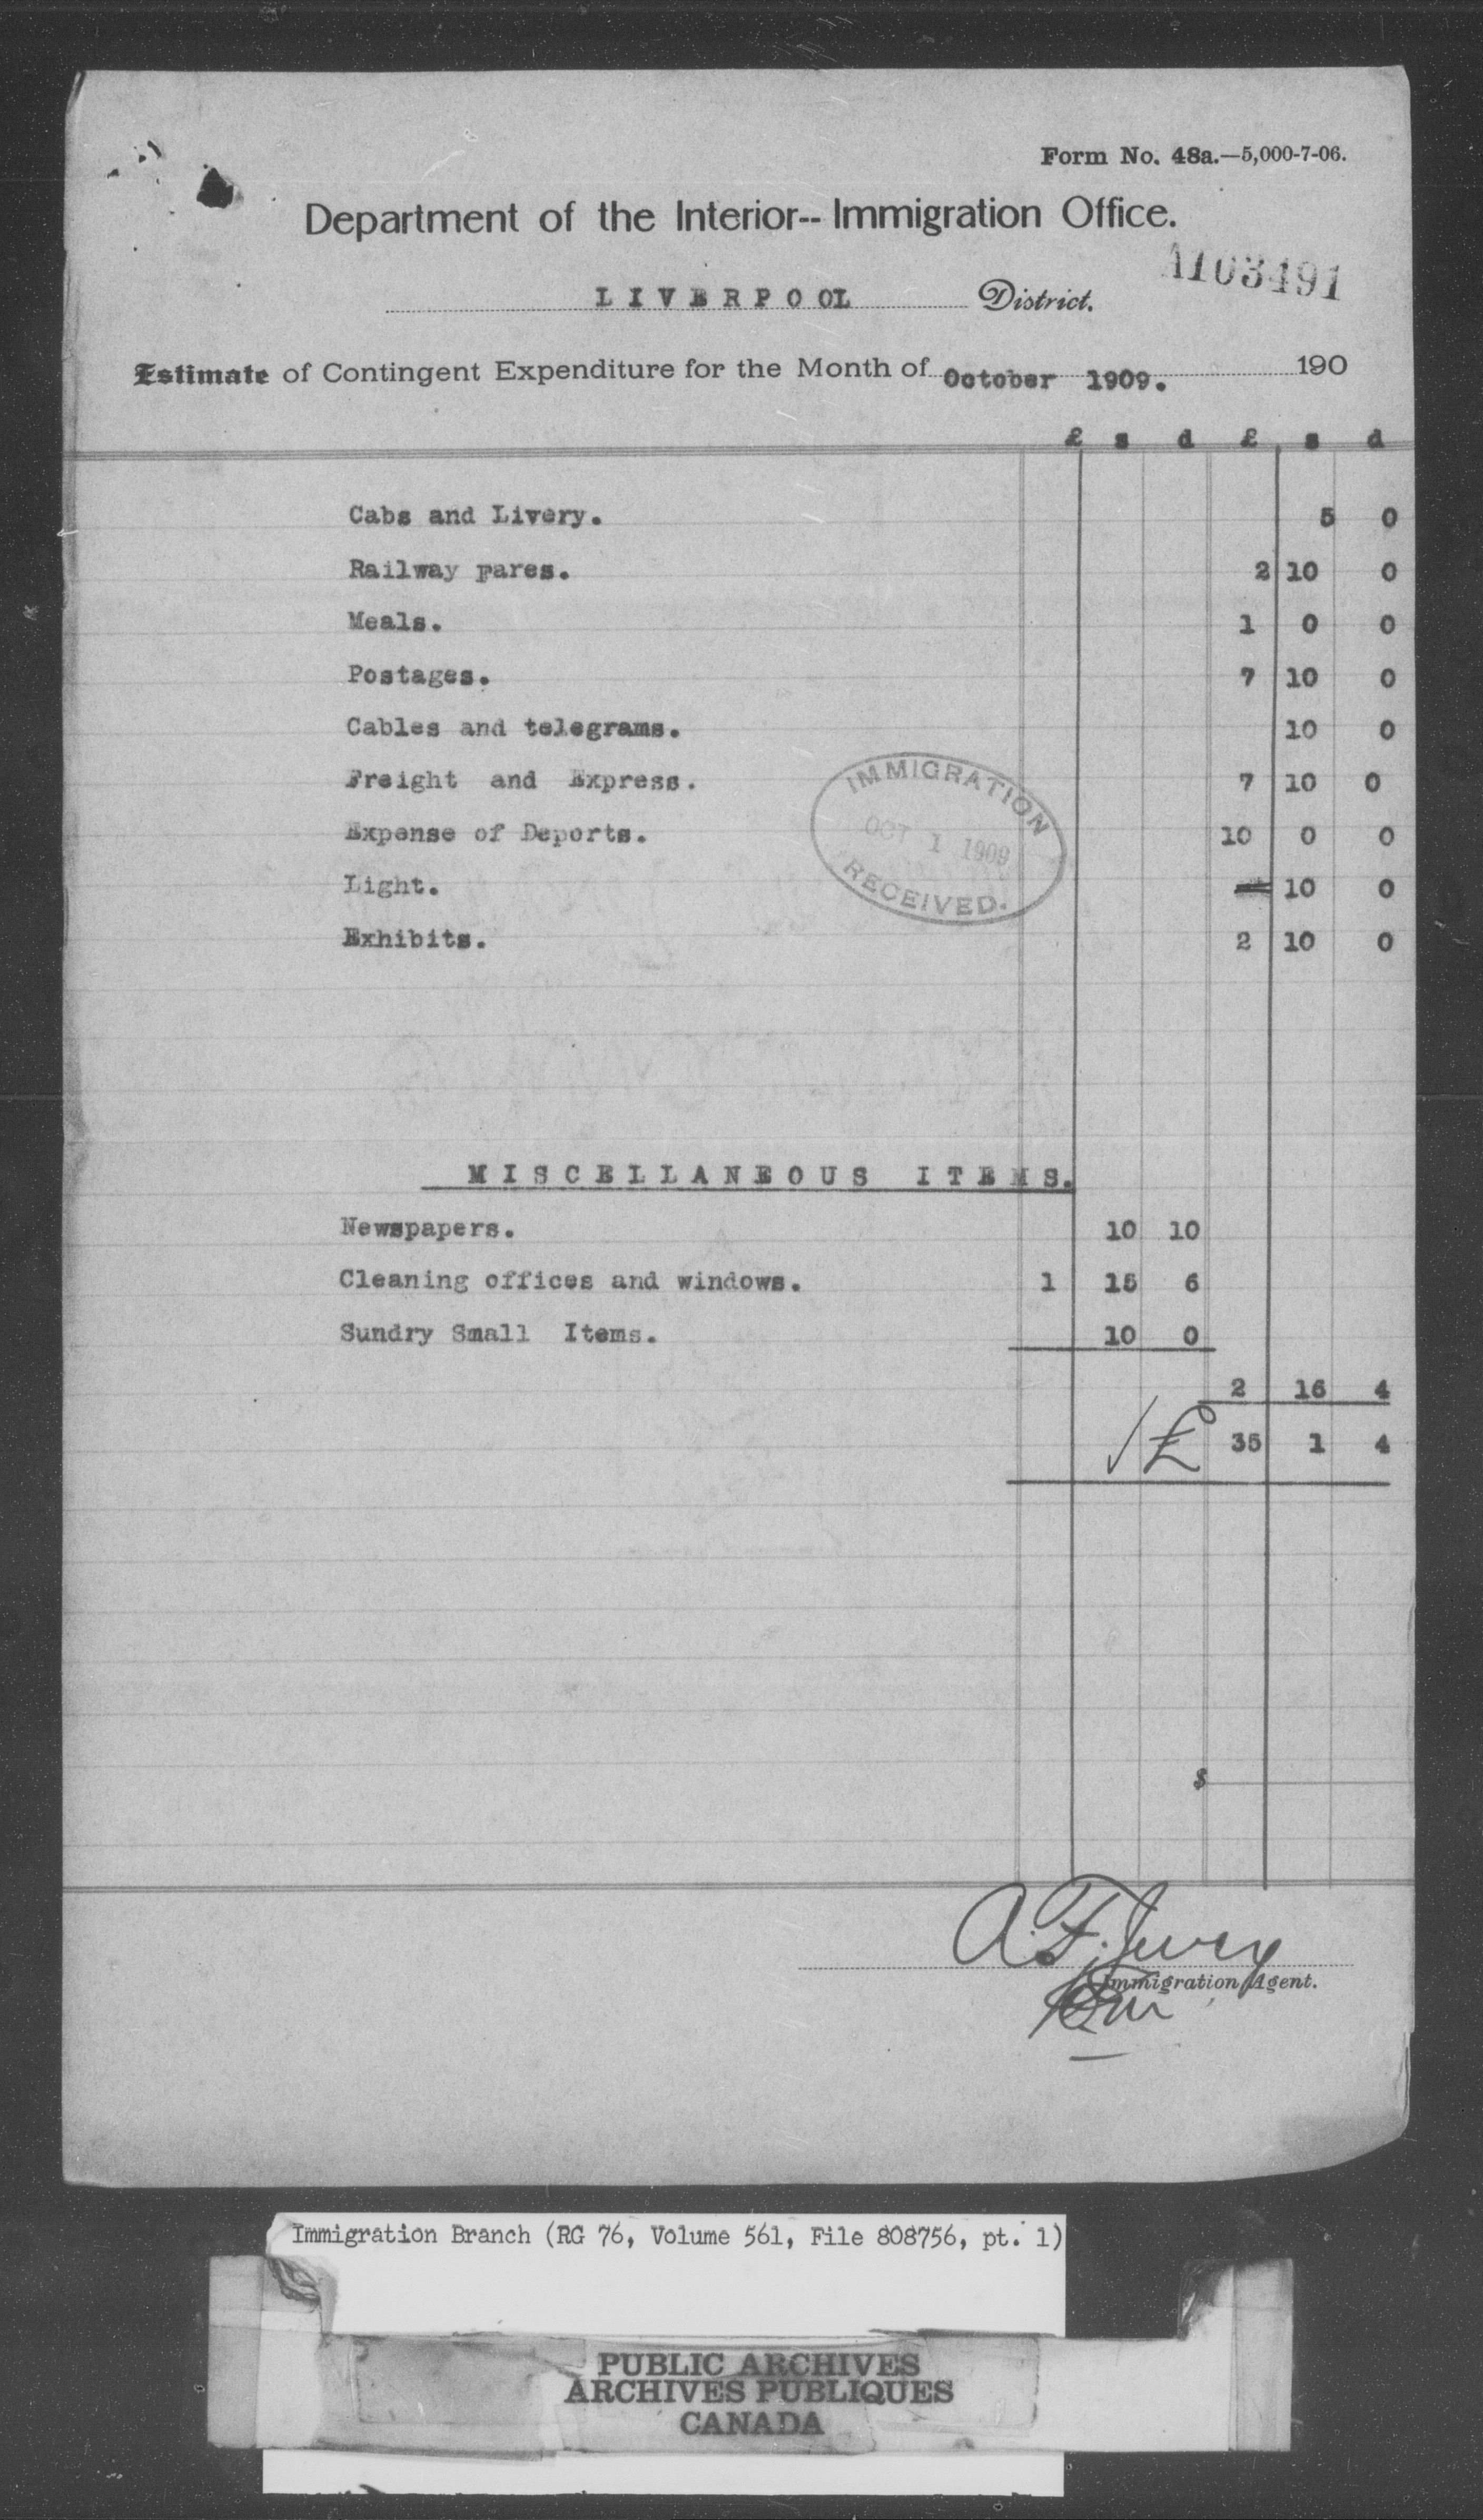 Form No. 48a.—5,000-7-06.
Department of the Interior-- Immigration Office.
A103491
LIVERPOOL District.
Estimate of Contingent Expenditure for the Month of October 1909. 190
£ s d £ s d
Cabs and Livery. 5 0
Railway Fares. 2 10 0
Meals. 1 0 0
Postages. 7 10 0
Cables and telegrams. 10 0
Freight and Express. 7 10 0
Expense of Deports. 10 0 0
Light. 10 0
Exhibits. 2 10 0
IMMIGRATION
OCT 1 1909
RECEIVED.
MISCELLANEOUS ITEMS.
Newspapers. 10 10
Cleaning offices and windows. 1 15 6
Sundry Small Items. 10 0
2 16 4
£ 35 1 4
$
A. F. Jury
Immigration Agent.
Immigration Branch (RG 76, Volume 561, File 808756, pt. 1)
PUBLIC ARCHIVES
ARCHIVES PUBLIQUES
CANADA